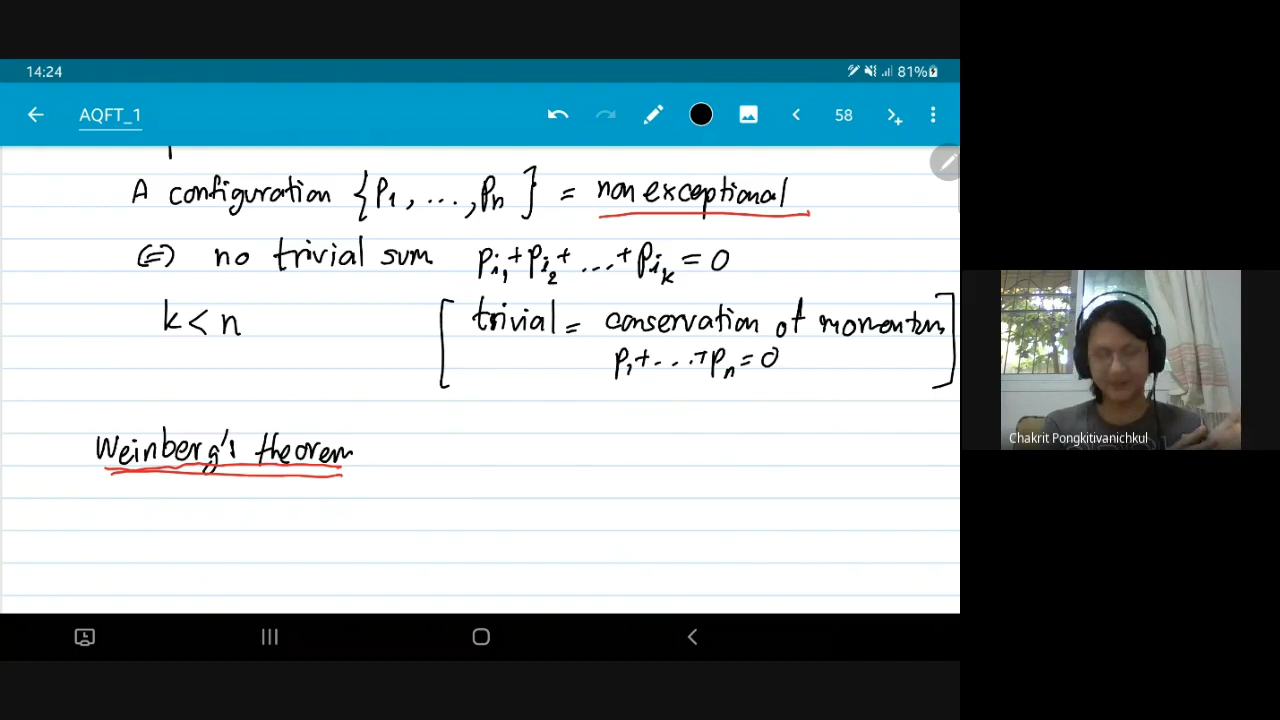 14:24
81%
AQFT_1
58
A configuration {p₁, ..., pₙ} = non exceptional
⇔ no trivial sum pᵢ₁ + pᵢ₂ + ... + pᵢₖ = 0
k < n [ trivial = conservation of momentum
p₁ + ... + pₙ = 0 ]
Weinberg's theorem
Chakrit Pongkitivanichkul